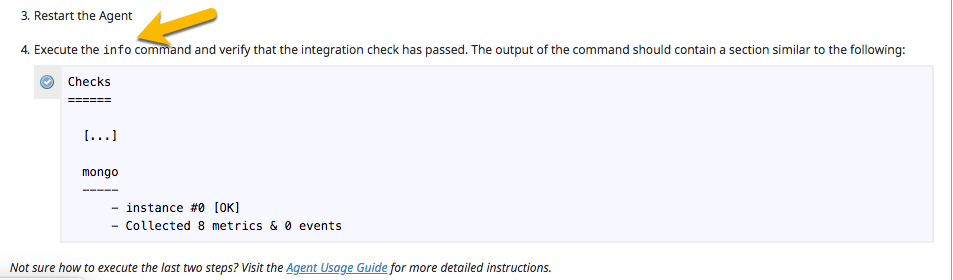 3. Restart the Agent
4. Execute the info command and verify that the integration check has passed. The output of the command should contain a section similar to the following:
Checks
======
[...]
mongo
-----
- instance #0 [OK]
- Collected 8 metrics & 0 events
Not sure how to execute the last two steps? Visit the Agent Usage Guide for more detailed instructions.